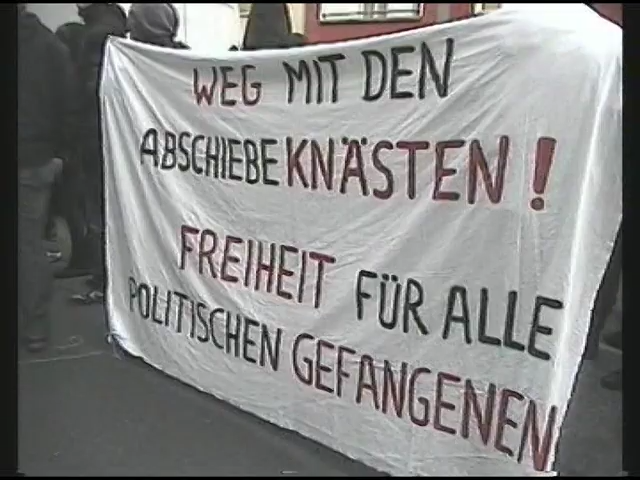 WEG MIT DEN
ABSCHIEBEKNÄSTEN!
FREIHEIT FÜR ALLE
POLITISCHEN GEFANGENEN